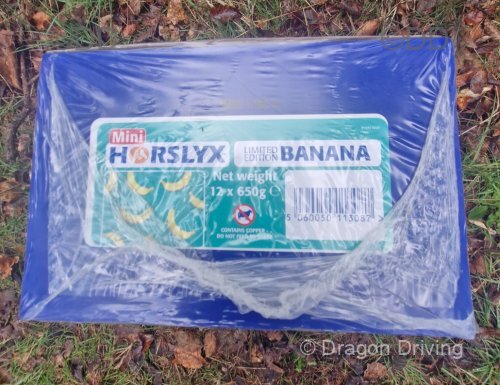 Mini
HORSLYX
LIMITED
EDITION
BANANA
Net weight
12 x 650g e
CONTAINS COPPER
DO NOT FEED TO SHEEP
5 060050 113087
© Dragon Driving